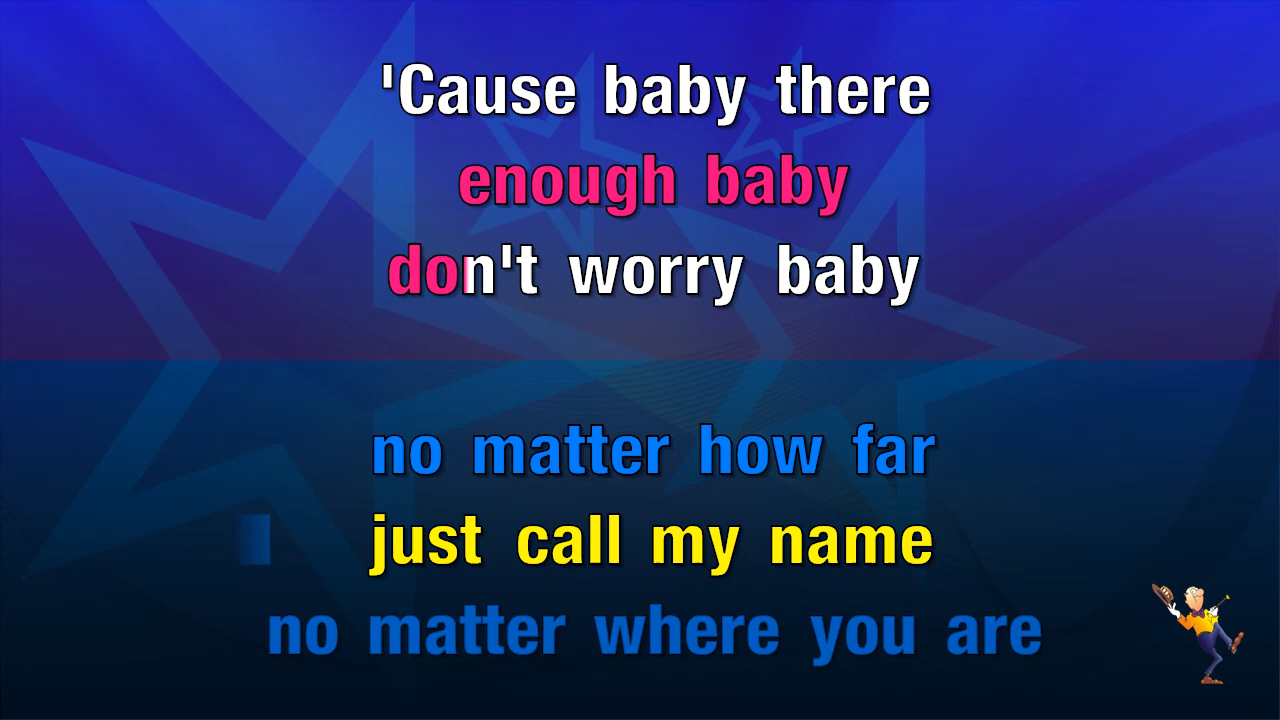 'Cause baby there
enough baby
don't worry baby
no matter how far
just call my name
no matter where you are